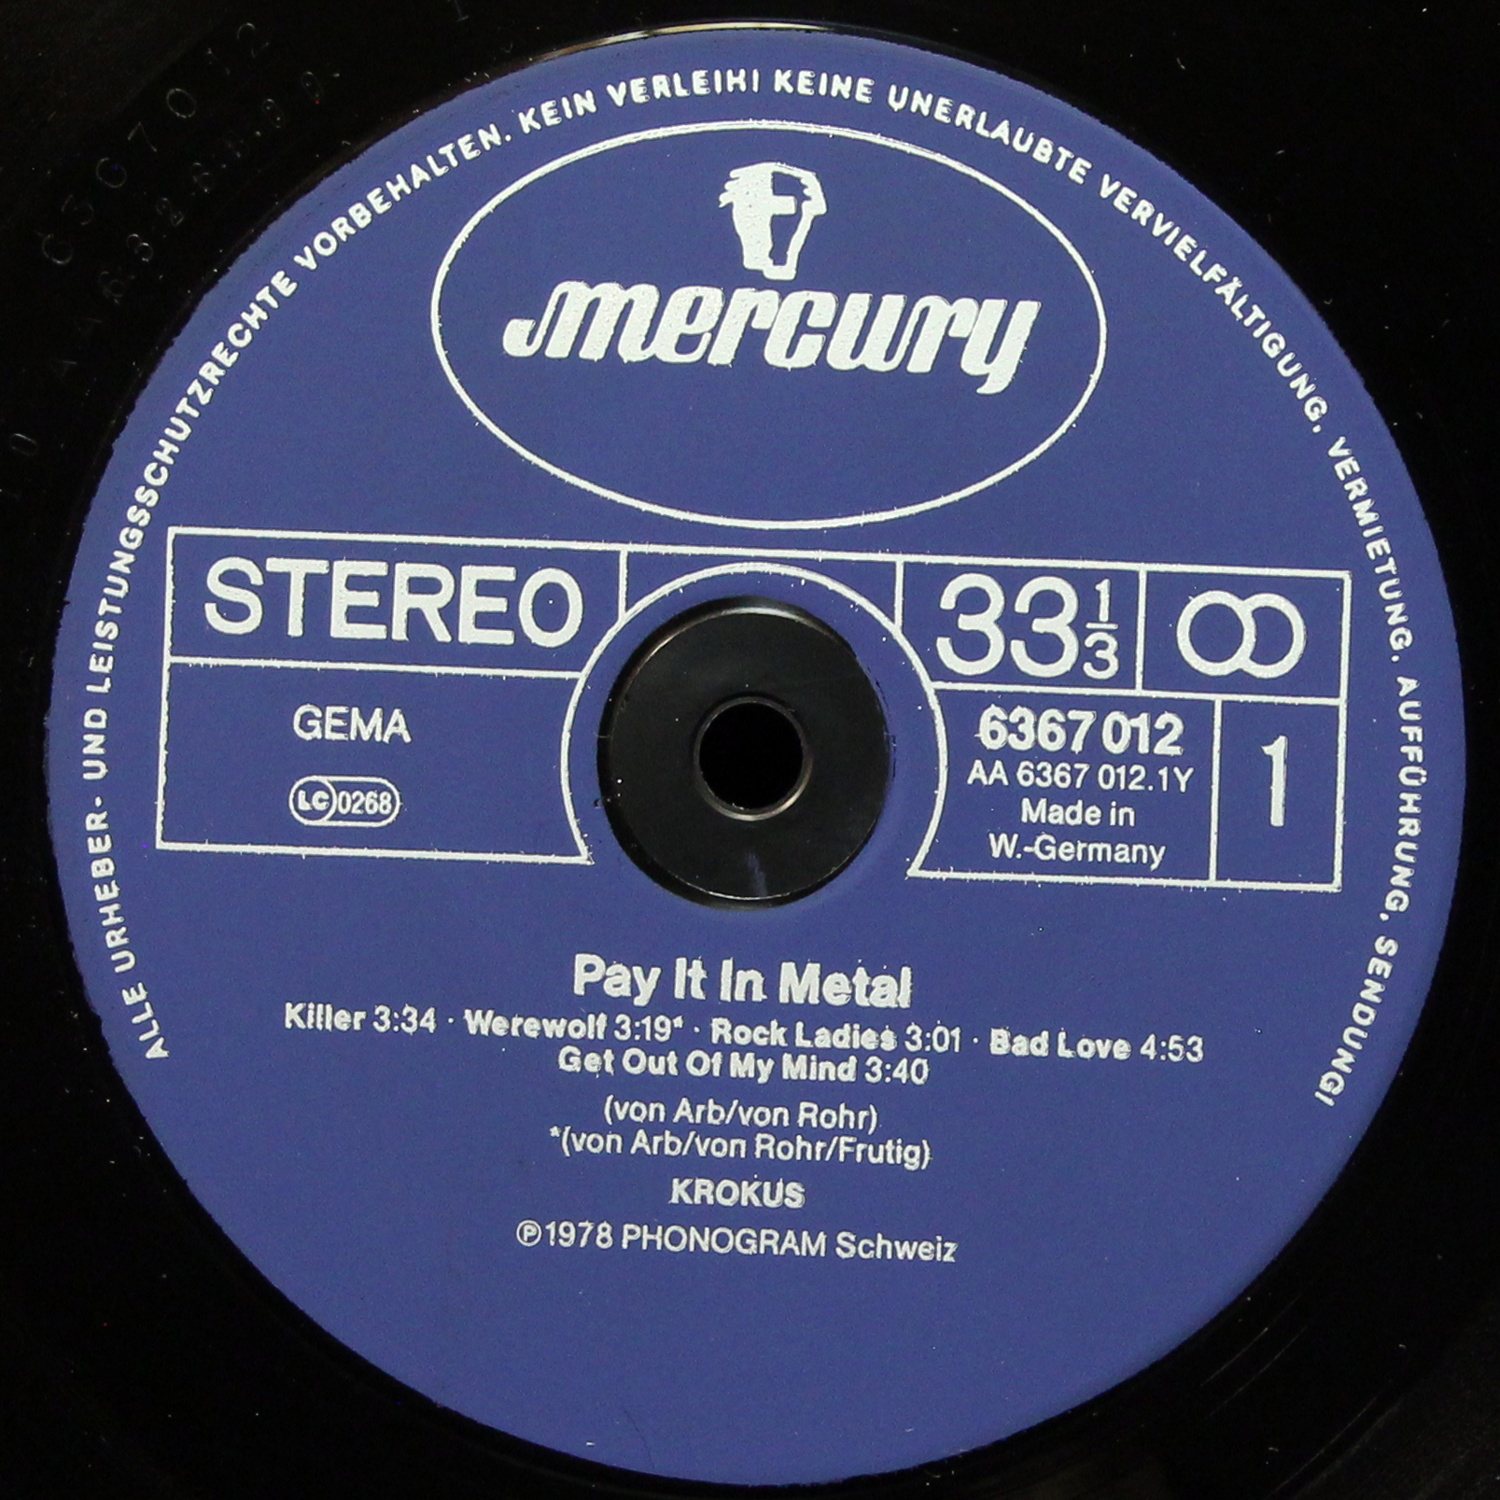 ALLE URHEBER- UND LEISTUNGSSCHUTZRECHTE VORBEHALTEN. KEIN VERLEIH! KEINE UNERLAUBTE VERVIELFÄLTIGUNG, VERMIETUNG, AUFFÜHRUNG, SENDUNG!
mercury
STEREO
33 1/3
GEMA
LC 0268
6367 012
AA 6367 012.1Y
Made in
W.-Germany
1
Pay It In Metal
Killer 3:34 · Werewolf 3:19* · Rock Ladies 3:01 · Bad Love 4:53
Get Out Of My Mind 3:40
(von Arb/von Rohr)
*(von Arb/von Rohr/Frutig)
KROKUS
℗1978 PHONOGRAM Schweiz